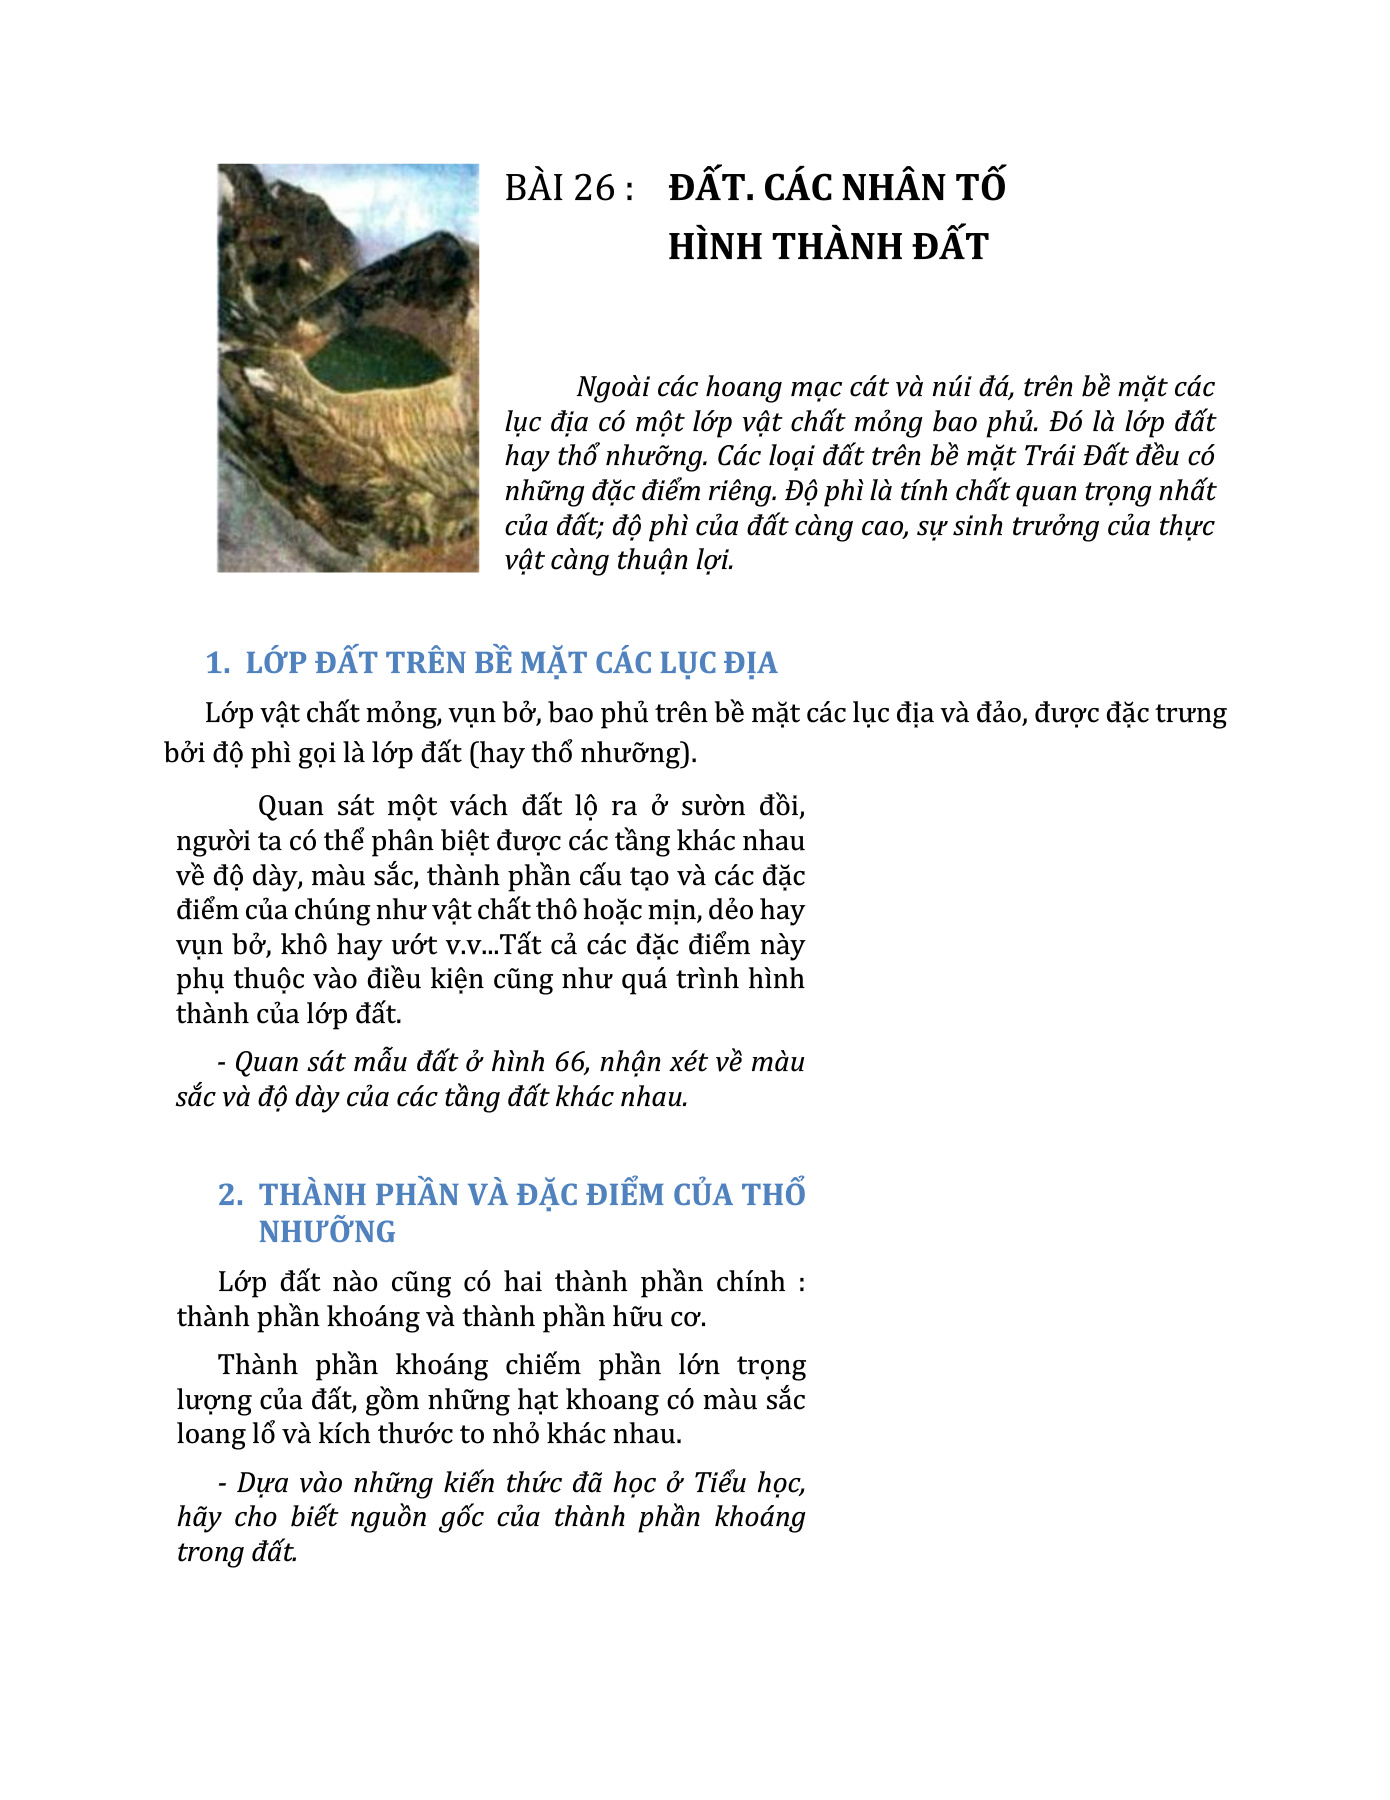 BÀI 26 : ĐẤT. CÁC NHÂN TỐ
HÌNH THÀNH ĐẤT
Ngoài các hoang mạc cát và núi đá, trên bề mặt các
lục địa có một lớp vật chất mỏng bao phủ. Đó là lớp đất
hay thổ nhưỡng. Các loại đất trên bề mặt Trái Đất đều có
những đặc điểm riêng. Độ phì là tính chất quan trọng nhất
của đất; độ phì của đất càng cao, sự sinh trưởng của thực
vật càng thuận lợi.
1. LỚP ĐẤT TRÊN BỀ MẶT CÁC LỤC ĐỊA
Lớp vật chất mỏng, vụn bở, bao phủ trên bề mặt các lục địa và đảo, được đặc trưng
bởi độ phì gọi là lớp đất (hay thổ nhưỡng).
Quan sát một vách đất lộ ra ở sườn đồi,
người ta có thể phân biệt được các tầng khác nhau
về độ dày, màu sắc, thành phần cấu tạo và các đặc
điểm của chúng như vật chất thô hoặc mịn, dẻo hay
vụn bở, khô hay ướt v.v...Tất cả các đặc điểm này
phụ thuộc vào điều kiện cũng như quá trình hình
thành của lớp đất.
- Quan sát mẫu đất ở hình 66, nhận xét về màu
sắc và độ dày của các tầng đất khác nhau.
2. THÀNH PHẦN VÀ ĐẶC ĐIỂM CỦA THỔ
NHƯỠNG
Lớp đất nào cũng có hai thành phần chính :
thành phần khoáng và thành phần hữu cơ.
Thành phần khoáng chiếm phần lớn trọng
lượng của đất, gồm những hạt khoang có màu sắc
loang lổ và kích thước to nhỏ khác nhau.
- Dựa vào những kiến thức đã học ở Tiểu học,
hãy cho biết nguồn gốc của thành phần khoáng
trong đất.